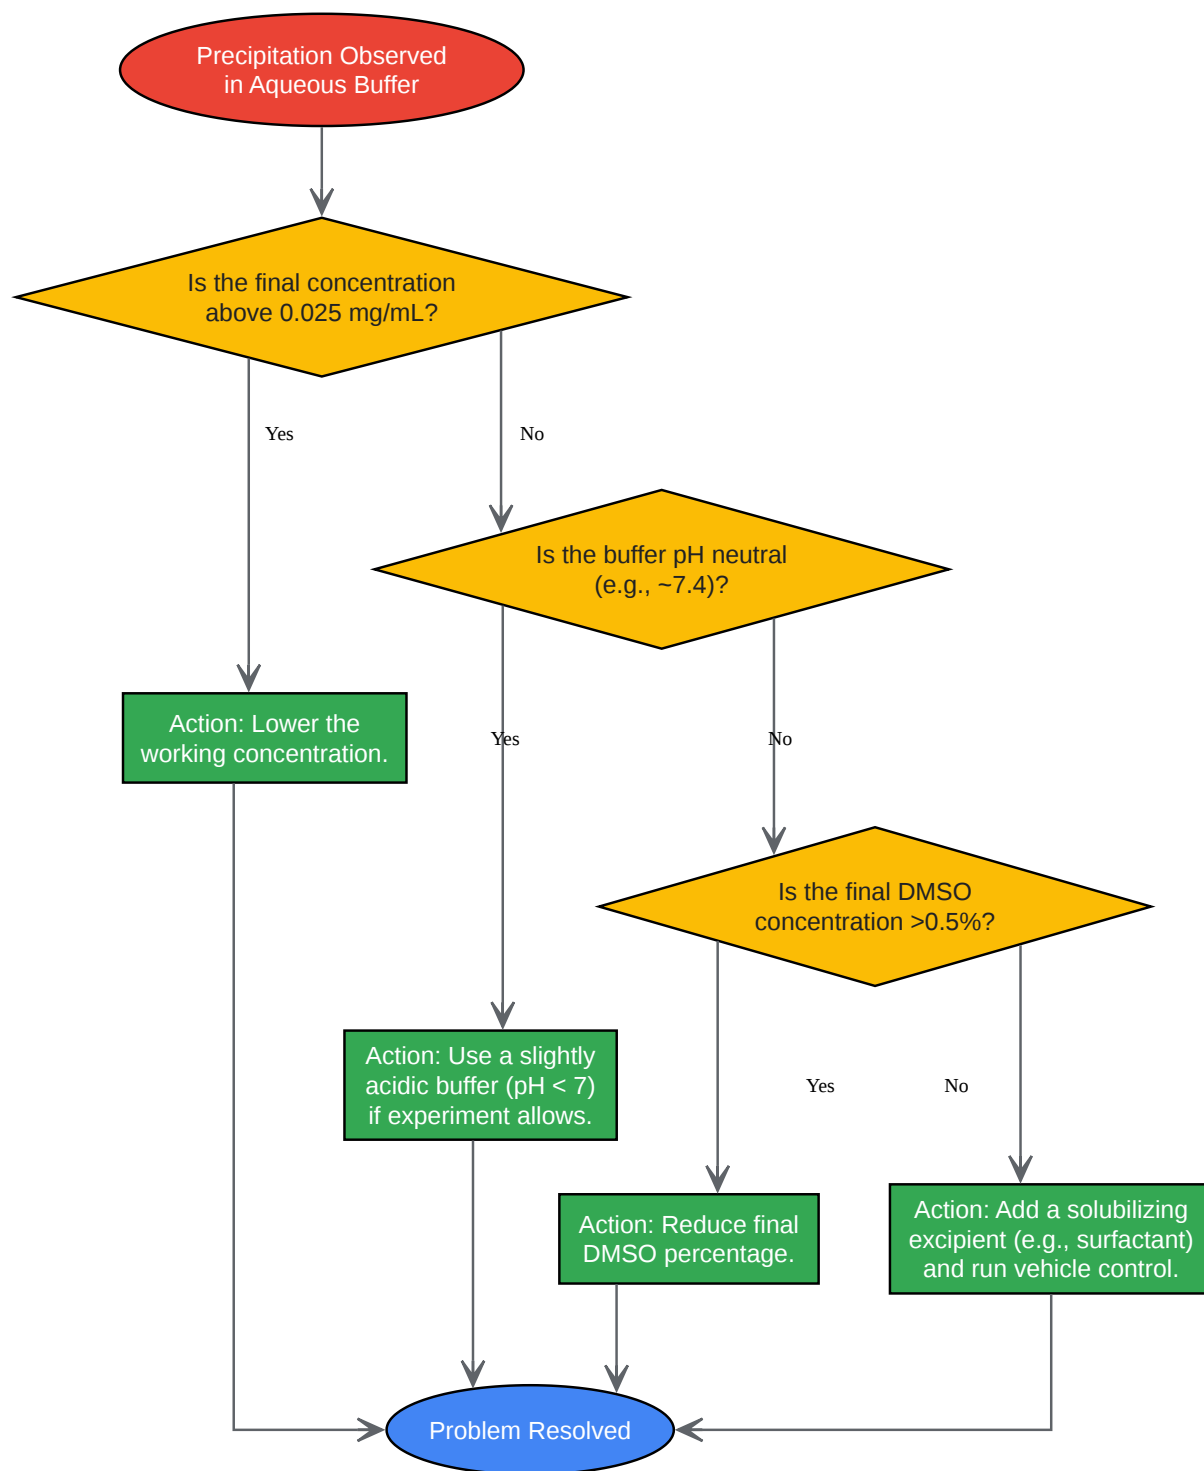 Precipitation Observed
in Aqueous Buffer
Is the final concentration
above 0.025 mg/mL?
Yes
No
Is the buffer pH neutral
(e.g., ~7.4)?
Action: Lower the
working concentration.
Yes
No
Is the final DMSO
concentration >0.5%?
Action: Use a slightly
acidic buffer (pH < 7)
if experiment allows.
Yes
No
Action: Reduce final
DMSO percentage.
Action: Add a solubilizing
excipient (e.g., surfactant)
and run vehicle control.
Problem Resolved